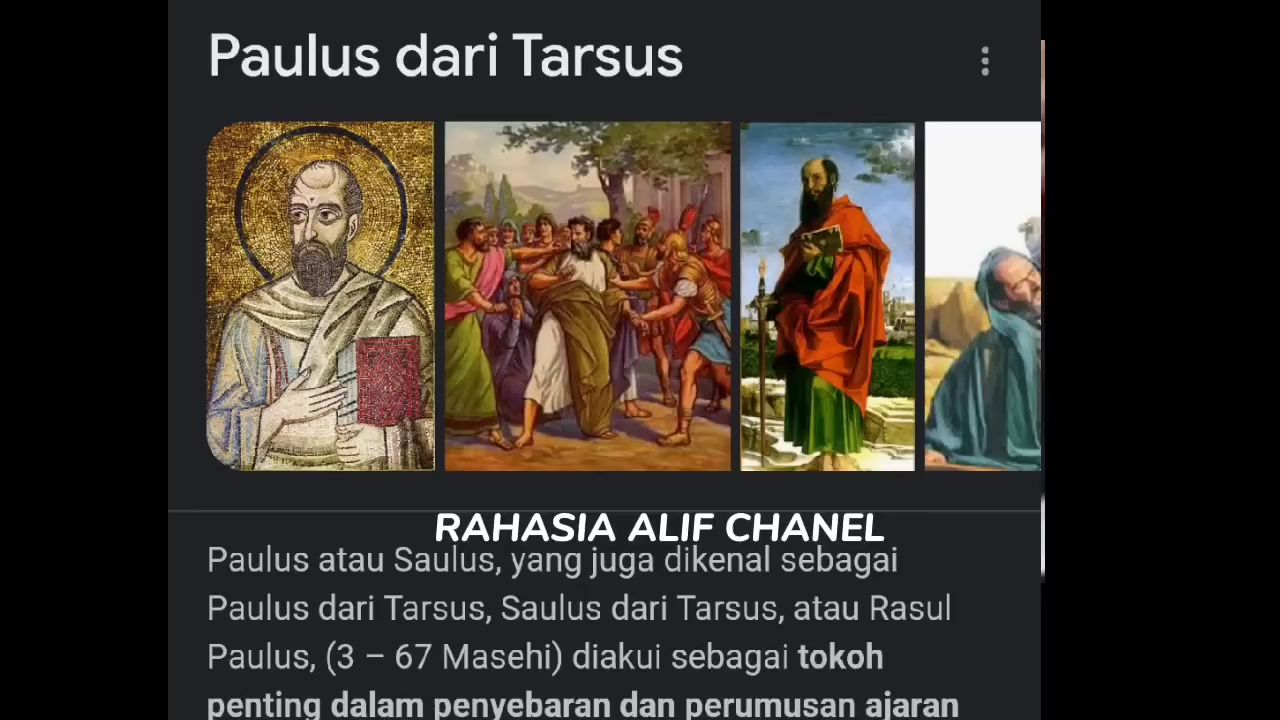 Paulus dari Tarsus
RAHASIA ALIF CHANEL
Paulus atau Saulus, yang juga dikenal sebagai
Paulus dari Tarsus, Saulus dari Tarsus, atau Rasul
Paulus, (3 – 67 Masehi) diakui sebagai tokoh
penting dalam penyebaran dan perumusan ajaran